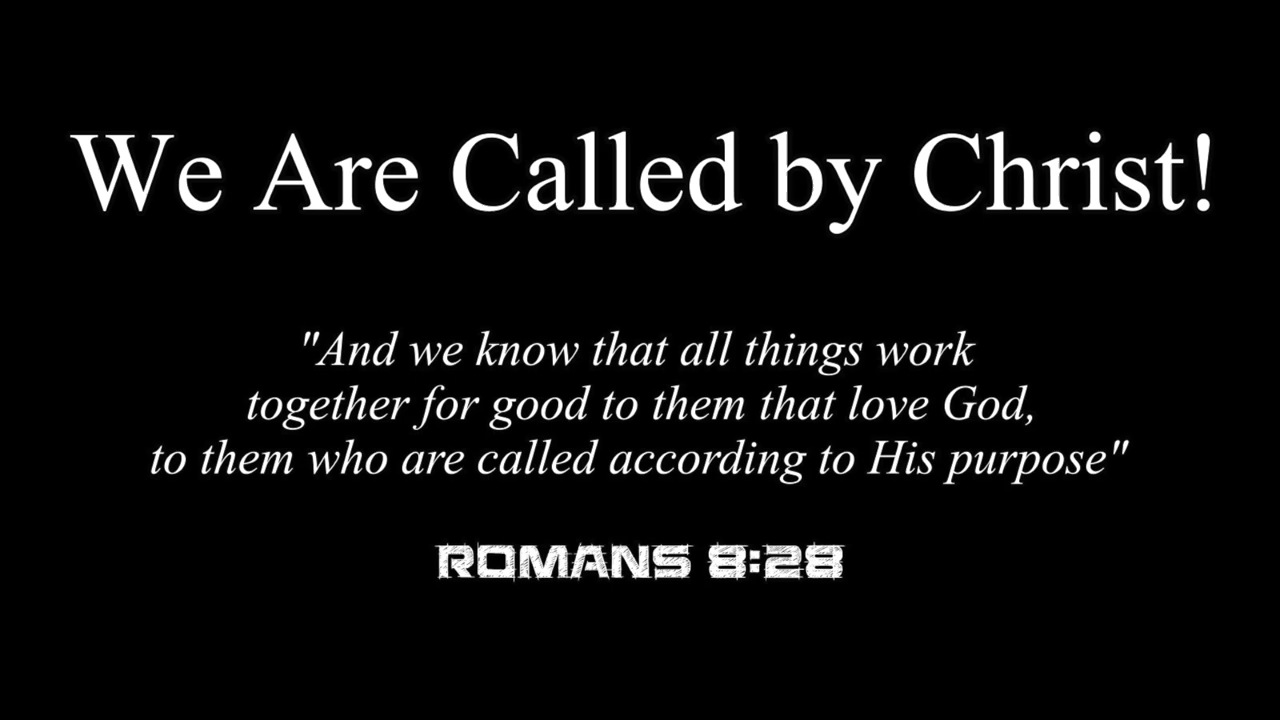 We Are Called by Christ!
"And we know that all things work
together for good to them that love God,
to them who are called according to His purpose"
ROMANS 8:28